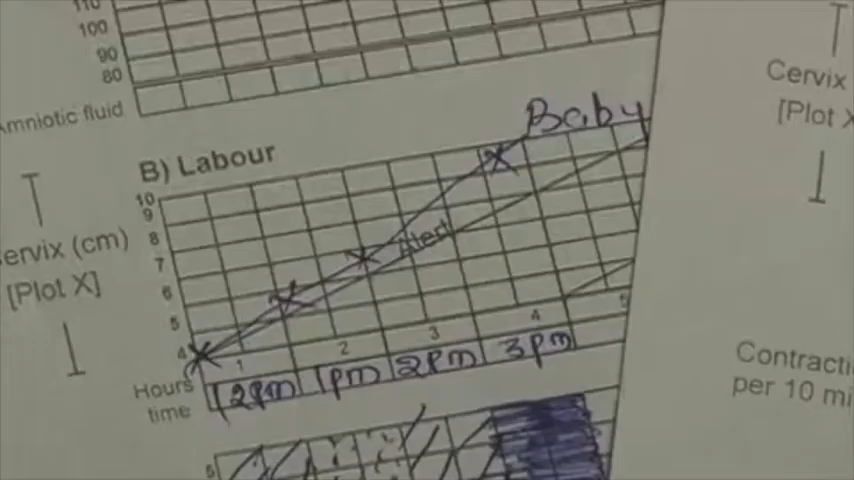 110
100
90
80
Amniotic fluid
Baby
B) Labour
10
9
8
7
6
5
4
Cervix (cm)
[Plot X]
Alert
1 2 3 4 5
Hours
time
12pm 1pm 2pm 3pm
5
Cervix
[Plot X
Contracti
per 10 mi